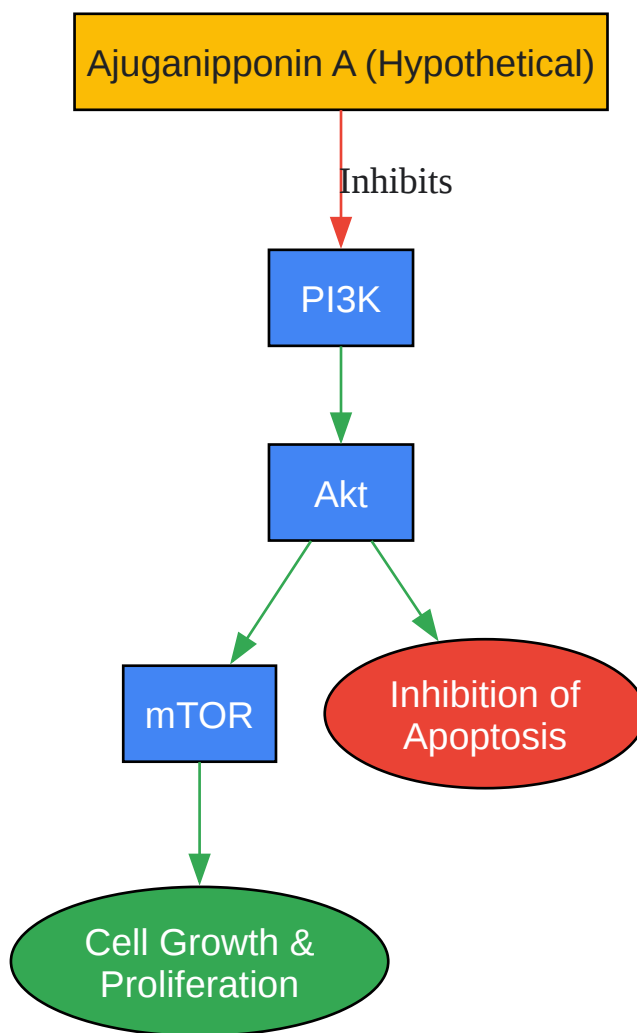 Ajuganipponin A (Hypothetical)
Inhibits
PI3K
Akt
mTOR
Inhibition of
Apoptosis
Cell Growth &
Proliferation